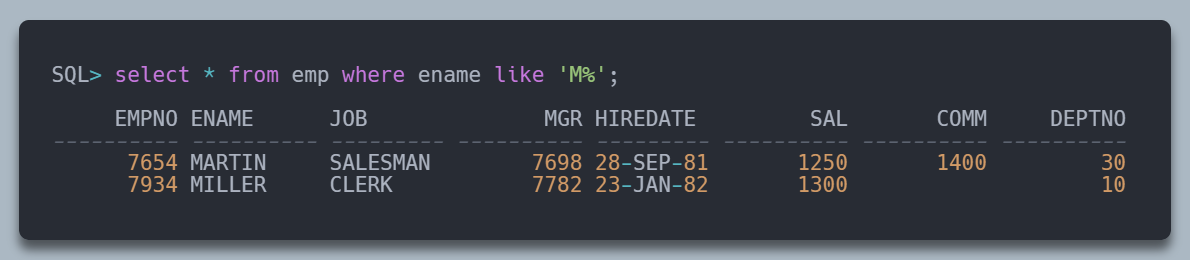 SQL> select * from emp where ename like 'M%';
     EMPNO ENAME      JOB              MGR HIREDATE         SAL       COMM     DEPTNO
---------- ---------- --------- ---------- --------- ---------- ---------- ----------
      7654 MARTIN     SALESMAN        7698 28-SEP-81       1250       1400         30
      7934 MILLER     CLERK           7782 23-JAN-82       1300                    10